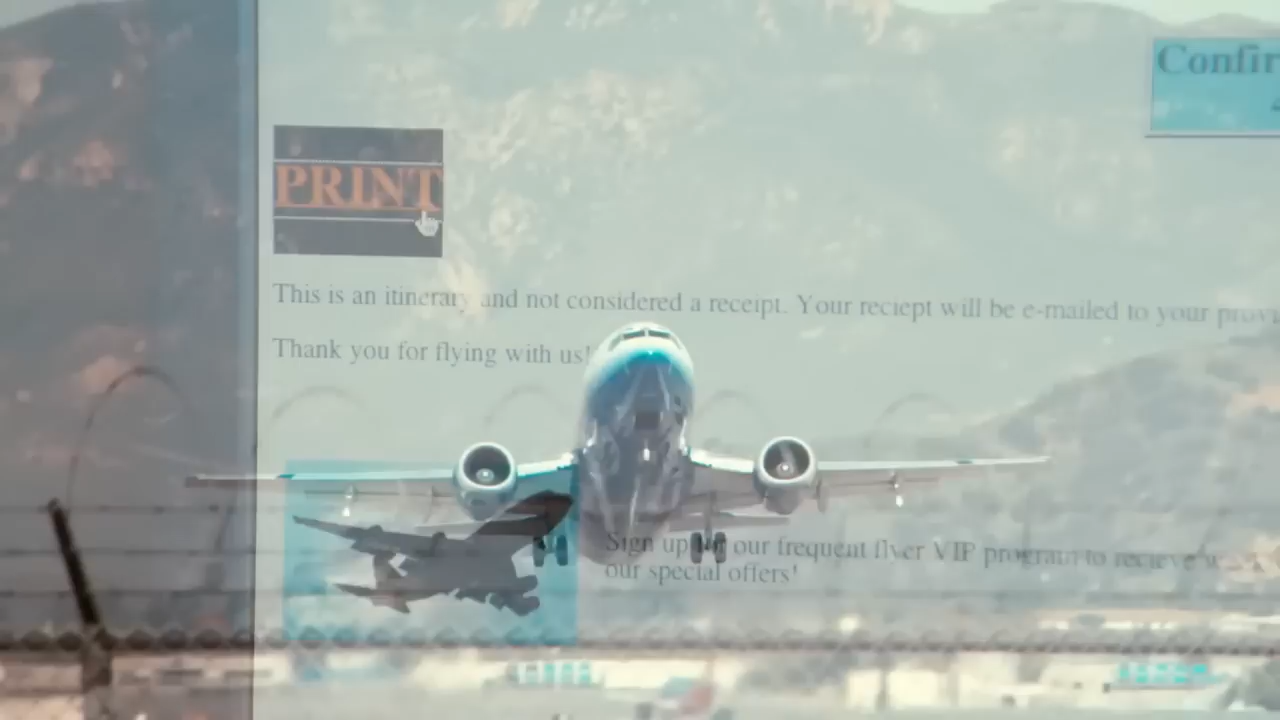 Confir
PRINT
This is an itinerary and not considered a receipt. Your reciept will be e-mailed to your provi
Thank you for flying with us!
Sign up for our frequent flyer VIP program to recieve
our special offers!